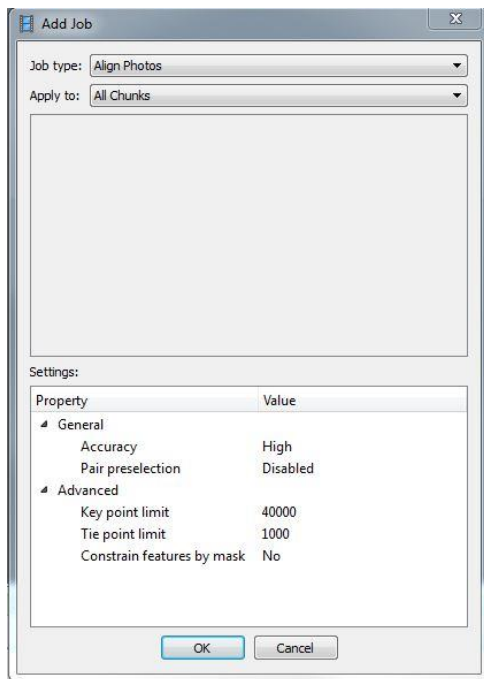 Add Job
Job type: Align Photos
Apply to: All Chunks
Settings:
Property Value
General
Accuracy High
Pair preselection Disabled
Advanced
Key point limit 40000
Tie point limit 1000
Constrain features by mask No
OK Cancel